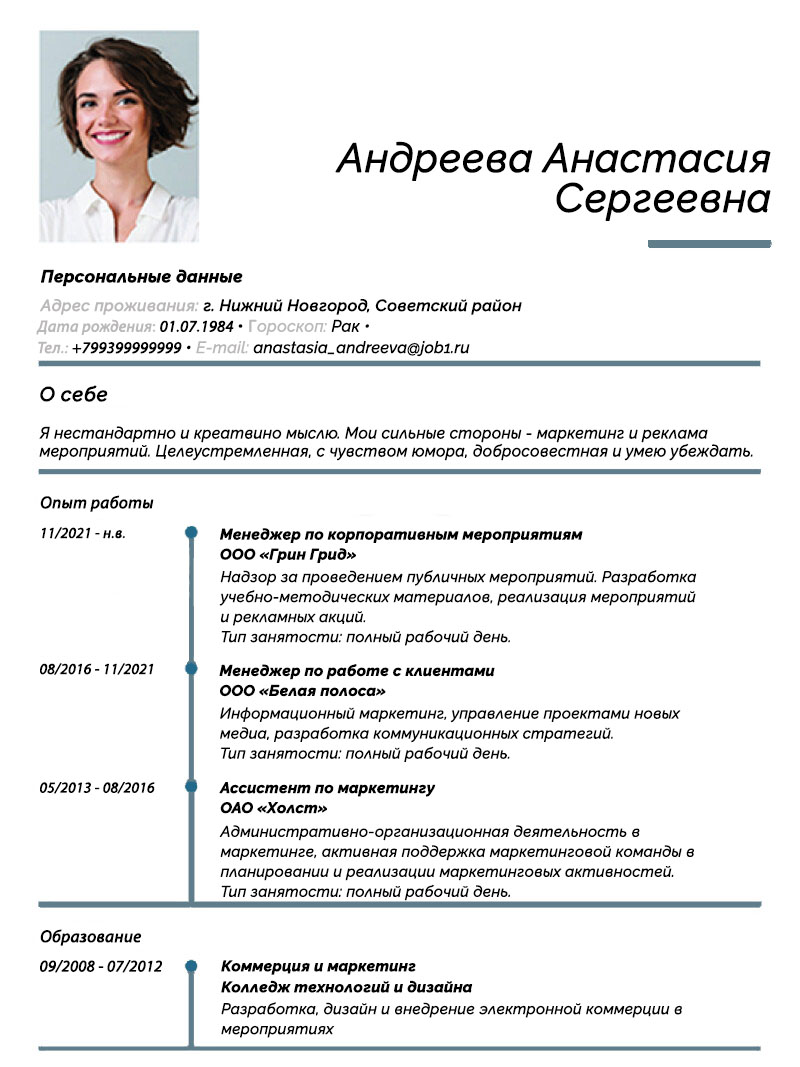 Андреева Анастасия
Сергеевна
Персональные данные
Адрес проживания: г. Нижний Новгород, Советский район
Дата рождения: 01.07.1984 • Гороскоп: Рак •
Тел.: +799399999999 • E-mail: anastasia_andreeva@job1.ru
О себе
Я нестандартно и креатвино мыслю. Мои сильные стороны - маркетинг и реклама
мероприятий. Целеустремленная, с чувством юмора, добросовестная и умею убеждать.
Опыт работы
11/2021 - н.в.
Менеджер по корпоративным мероприятиям
ООО «Грин Грид»
Надзор за проведением публичных мероприятий. Разработка
учебно-методических материалов, реализация мероприятий
и рекламных акций.
Тип занятости: полный рабочий день.
08/2016 - 11/2021
Менеджер по работе с клиентами
ООО «Белая полоса»
Информационный маркетинг, управление проектами новых
медиа, разработка коммуникационных стратегий.
Тип занятости: полный рабочий день.
05/2013 - 08/2016
Ассистент по маркетингу
ОАО «Холст»
Административно-организационная деятельность в
маркетинге, активная поддержка маркетинговой команды в
планировании и реализации маркетинговых активностей.
Тип занятости: полный рабочий день.
Образование
09/2008 - 07/2012
Коммерция и маркетинг
Колледж технологий и дизайна
Разработка, дизайн и внедрение электронной коммерции в
мероприятиях